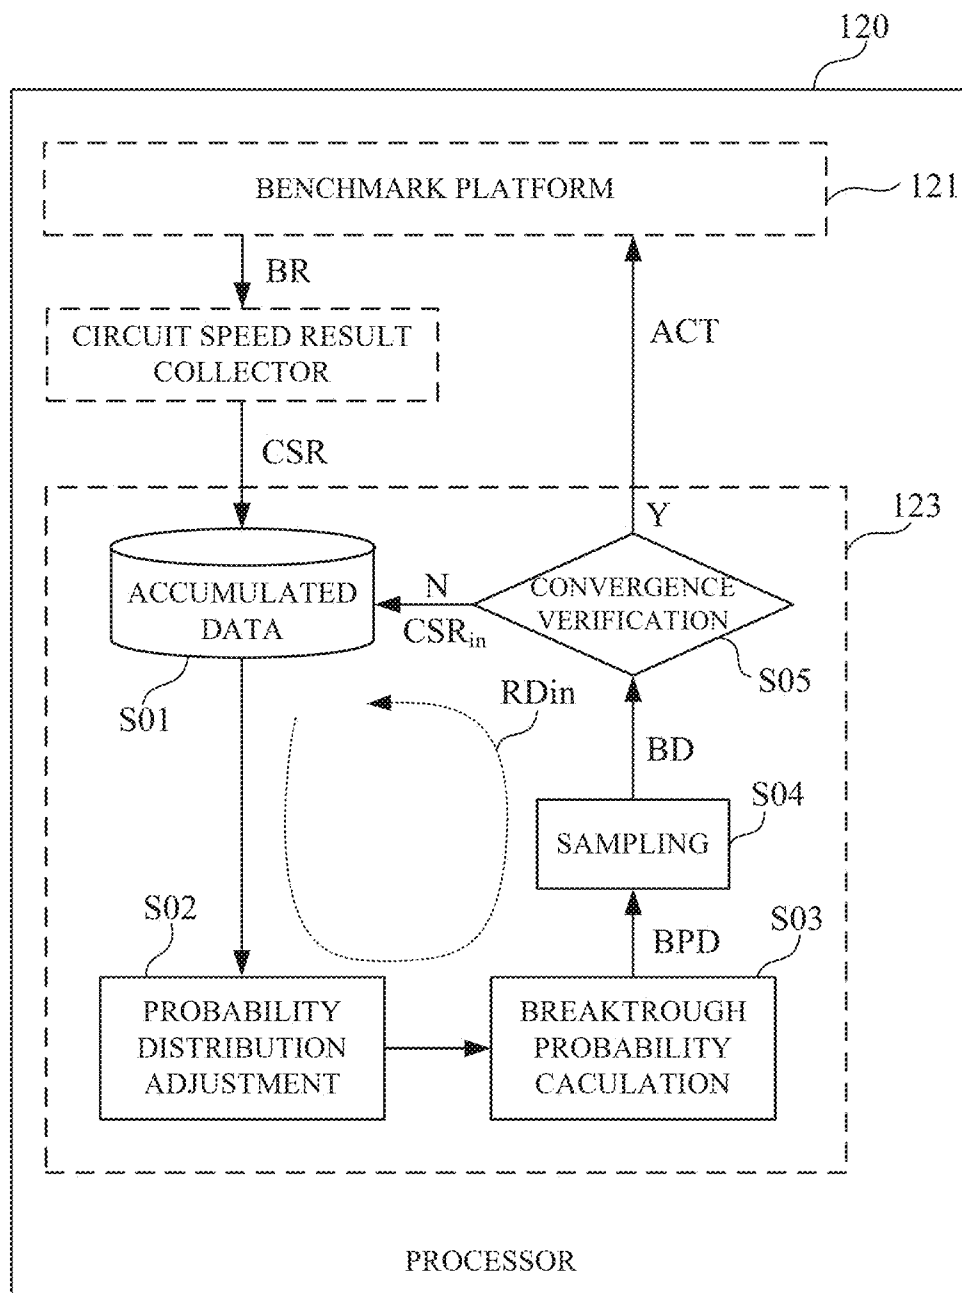 120
BENCHMARK PLATFORM
121
BR
ACT
CIRCUIT SPEED RESULT
COLLECTOR
CSR
123
Y
ACCUMULATED
DATA
N
CSRin
CONVERGENCE
VERIFICATION
S01
RDin
S05
BD
S04
SAMPLING
S02
BPD
S03
PROBABILITY
DISTRIBUTION
ADJUSTMENT
BREAKTROUGH
PROBABILITY
CACULATION
PROCESSOR